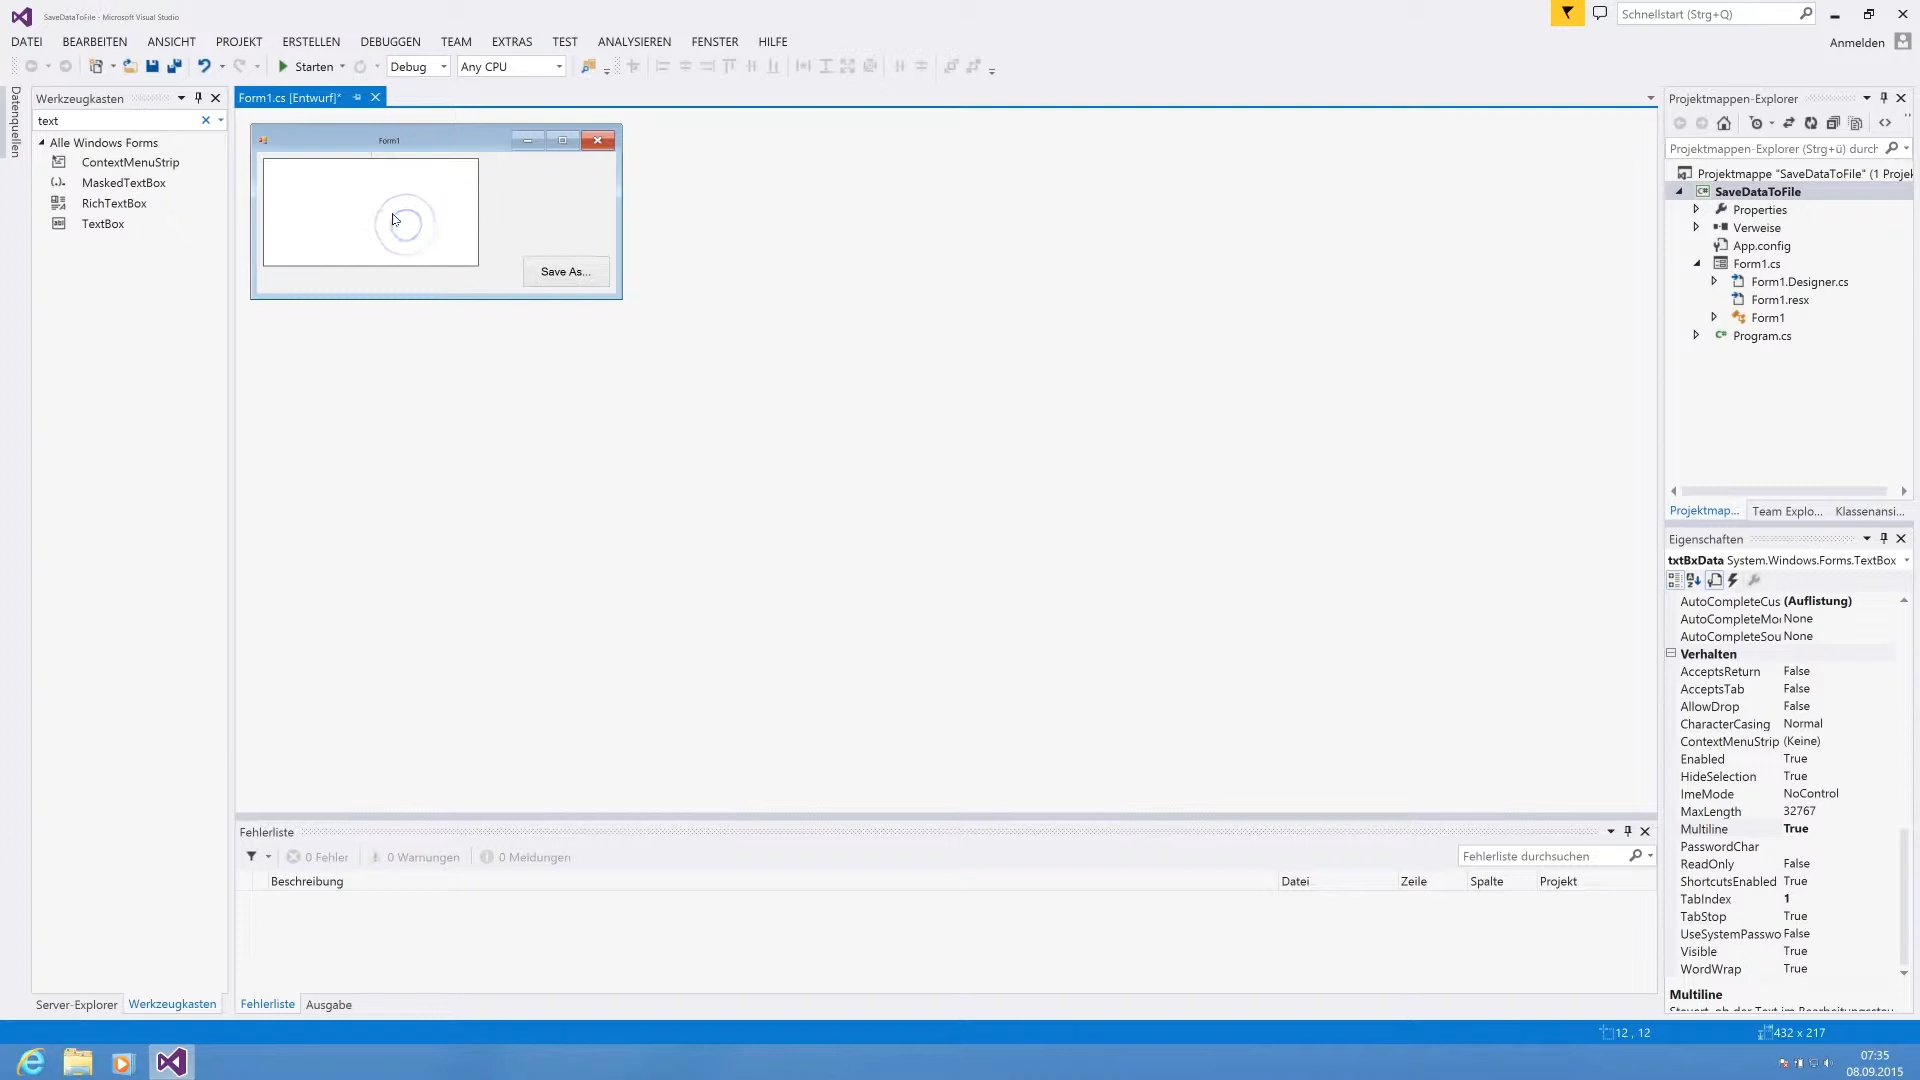 SaveDataToFile - Microsoft Visual Studio
Schnellstart (Strg+Q)
DATEI BEARBEITEN ANSICHT PROJEKT ERSTELLEN DEBUGGEN TEAM EXTRAS TEST ANALYSIEREN FENSTER HILFE
Anmelden
Starten
Debug
Any CPU
Datenquellen
Werkzeugkasten
text
Alle Windows Forms
ContextMenuStrip
MaskedTextBox
RichTextBox
TextBox
Server-Explorer
Werkzeugkasten
Form1.cs [Entwurf]*
Form1
Save As...
Fehlerliste
0 Fehler
0 Warnungen
0 Meldungen
Fehlerliste durchsuchen
Beschreibung
Datei
Zeile
Spalte
Projekt
Fehlerliste
Ausgabe
Projektmappen-Explorer
Projektmappen-Explorer (Strg+ü) durch
Projektmappe "SaveDataToFile" (1 Projek
SaveDataToFile
Properties
Verweise
App.config
Form1.cs
Form1.Designer.cs
Form1.resx
Form1
Program.cs
Projektmap...
Team Explo...
Klassenansi...
Eigenschaften
txtBxData System.Windows.Forms.TextBox
AutoCompleteCus (Auflistung)
AutoCompleteMo None
AutoCompleteSou None
Verhalten
AcceptsReturn False
AcceptsTab False
AllowDrop False
CharacterCasing Normal
ContextMenuStrip (Keine)
Enabled True
HideSelection True
ImeMode NoControl
MaxLength 32767
Multiline True
PasswordChar
ReadOnly False
ShortcutsEnabled True
TabIndex 1
TabStop True
UseSystemPasswo False
Visible True
WordWrap True
Multiline
12 , 12
432 x 217
07:35
08.09.2015